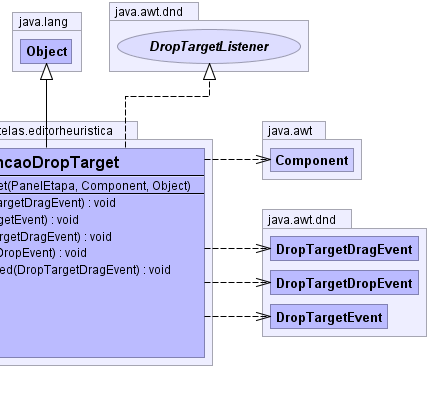 java.lang
Object
java.awt.dnd
DropTargetListener
telas.editorheuristica
ncaoDropTarget
et(PanelEtapa, Component, Object)
argetDragEvent) : void
getEvent) : void
rgetDragEvent) : void
DropEvent) : void
ed(DropTargetDragEvent) : void
java.awt
Component
java.awt.dnd
DropTargetDragEvent
DropTargetDropEvent
DropTargetEvent